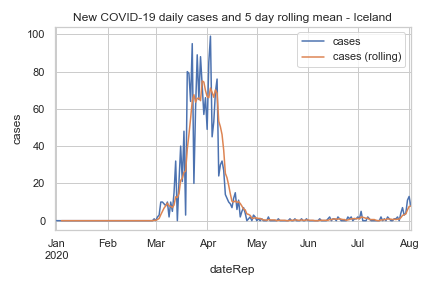 New COVID-19 daily cases and 5 day rolling mean - Iceland
cases
cases (rolling)
100
80
60
40
20
0
cases
Jan Feb Mar Apr May Jun Jul Aug
2020
dateRep